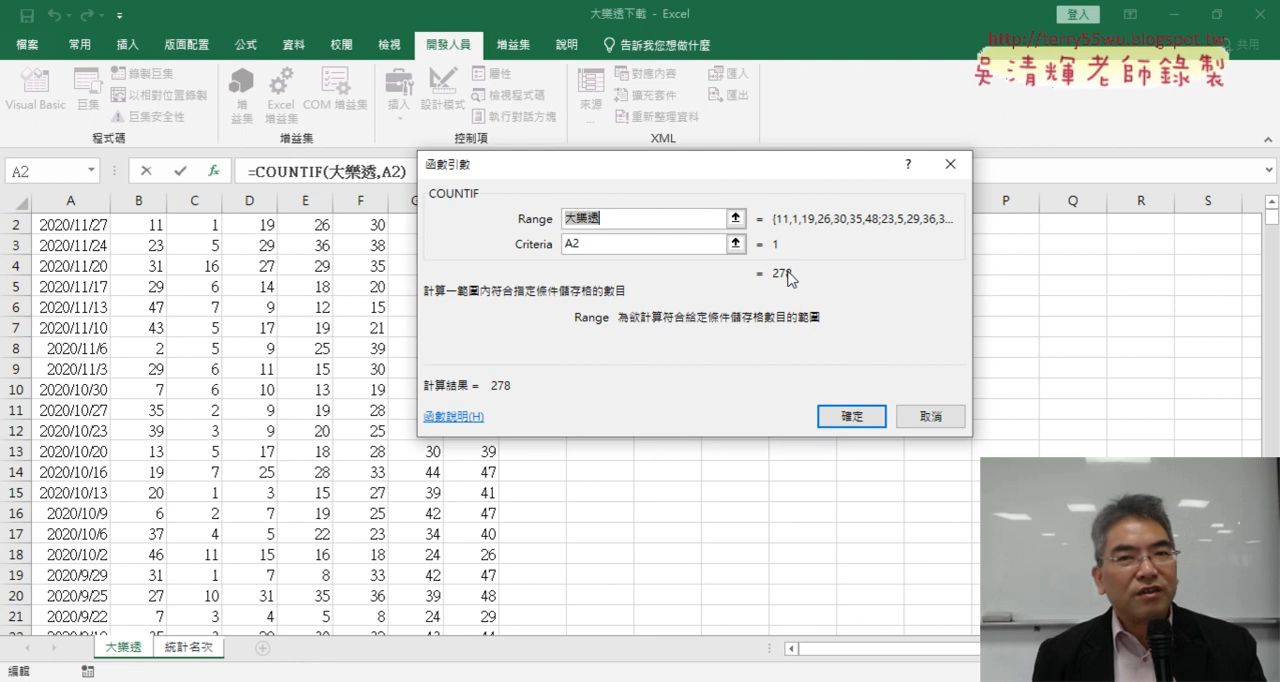 大樂透下載 - Excel
登入
檔案 常用 插入 版面配置 公式 資料 校閱 檢視 開發人員 增益集 說明 告訴我您想做什麼 共用
http://terry55wu.blogspot.tw
吳清輝老師錄製
Visual Basic 巨集 錄製巨集 以相對位置錄製 巨集安全性
增益集 Excel 增益集 COM 增益集
插入 設計模式 屬性 檢視程式碼 執行對話方塊
來源 對應內容 擴充套件 重新整理資料 匯入 匯出
程式碼 增益集 控制項 XML
A2 fx =COUNTIF(大樂透,A2)
函數引數 ?
COUNTIF
Range 大樂透 = {11,1,19,26,30,35,48;23,5,29,36,3...
Criteria A2 = 1
= 278
計算一範圍內符合指定條件儲存格的數目
Range 為欲計算符合給定條件儲存格數目的範圍
計算結果 = 278
函數說明(H) 確定 取消
A B C D E F G P Q R S
2 2020/11/27 11 1 19 26 30
3 2020/11/24 23 5 29 36 38
4 2020/11/20 31 16 27 29 35
5 2020/11/17 29 6 14 18 20
6 2020/11/13 47 7 9 12 15
7 2020/11/10 43 5 17 19 21
8 2020/11/6 2 5 9 25 39
9 2020/11/3 29 6 11 15 30
10 2020/10/30 7 6 10 13 19
11 2020/10/27 35 2 9 19 28
12 2020/10/23 39 3 9 20 25
13 2020/10/20 13 5 17 18 28 30 39
14 2020/10/16 19 7 25 28 33 44 47
15 2020/10/13 20 1 3 15 27 39 41
16 2020/10/9 6 2 7 19 25 42 47
17 2020/10/6 37 4 5 22 23 34 40
18 2020/10/2 46 11 15 16 18 24 26
19 2020/9/29 31 1 7 8 33 42 47
20 2020/9/25 27 10 31 35 36 39 48
21 2020/9/22 7 3 4 5 8 24 29
大樂透 統計名次
編輯